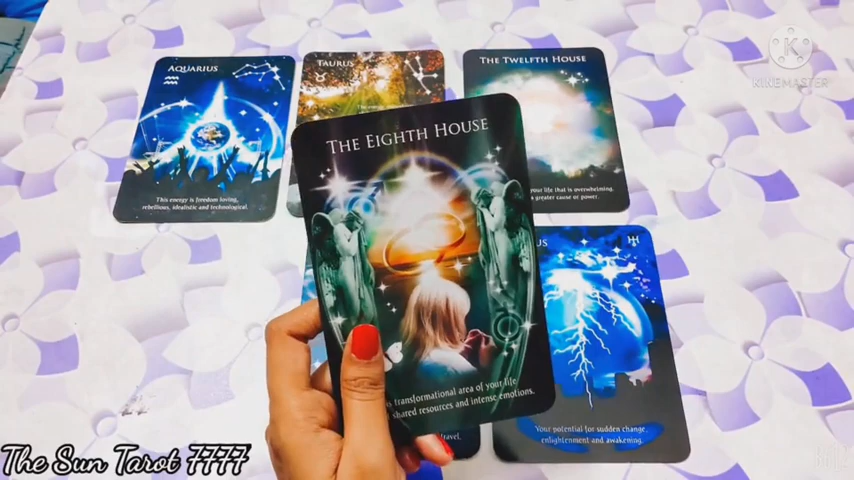 AQUARIUS
TAURUS
THE TWELFTH HOUSE
KINEMASTER
THE EIGHTH HOUSE
This energy is freedom loving,
rebellious, idealistic and technological.
your life that is overwhelming,
a greater cause or power.
US
transformational area of your life
shared resources and intense emotions.
Your potential for sudden change,
enlightenment and awakening.
travel.
The Sun Tarot 7777